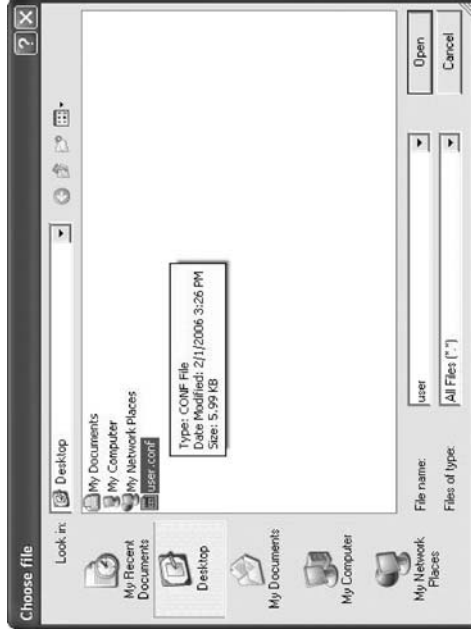 Choose file
Look in:
Desktop
My Recent
Documents
Desktop
My Documents
My Computer
My Network
Places
My Documents
My Computer
My Network Places
user.conf
Type: CONF File
Date Modified: 2/1/2006 3:26 PM
Size: 5.99 KB
File name:
user
Open
Files of type:
All Files (*.*)
Cancel